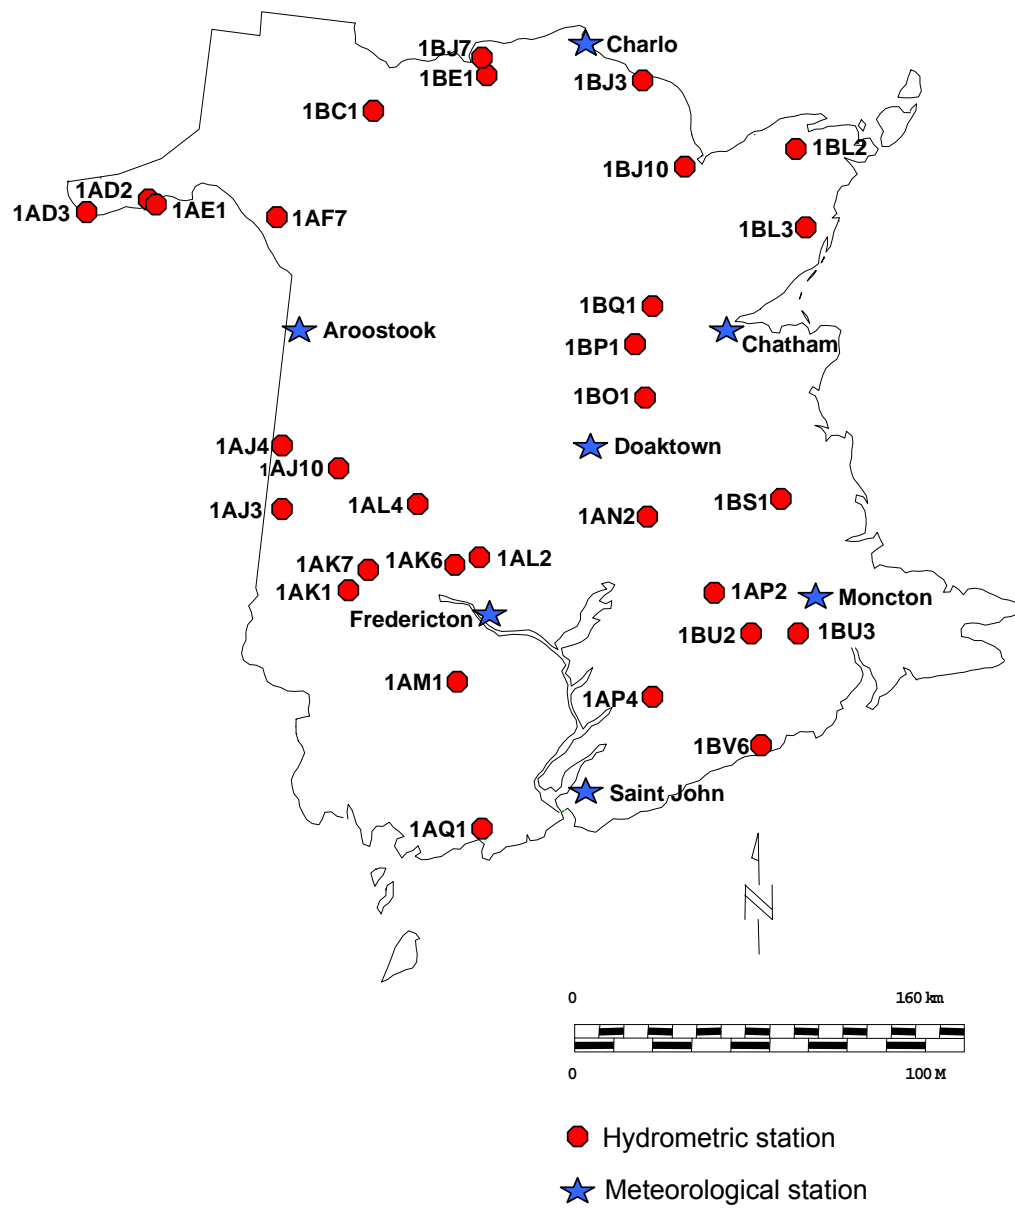 1BJ7
Charlo
1BE1
1BJ3
1BC1
1BL2
1BJ10
1AD2
1AD3
1AE1
1AF7
1BL3
1BQ1
Aroostook
1BP1
Chatham
1BO1
1AJ4
Doaktown
1AJ10
1AL4
1BS1
1AJ3
1AN2
1AK7
1AK6
1AL2
1AK1
1AP2
Moncton
Fredericton
1BU2
1BU3
1AM1
1AP4
1BV6
Saint John
1AQ1
N
0 160 km
0 100 M
Hydrometric station
Meteorological station